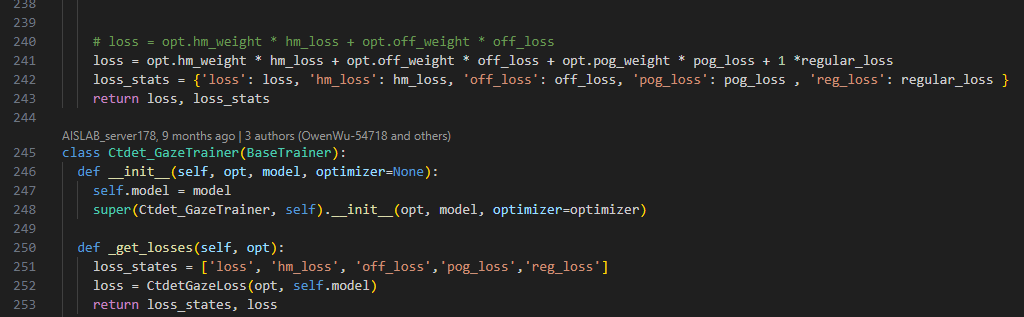 238
239
240 # loss = opt.hm_weight * hm_loss + opt.off_weight * off_loss
241 loss = opt.hm_weight * hm_loss + opt.off_weight * off_loss + opt.pog_weight * pog_loss + 1 *regular_loss
242 loss_stats = {'loss': loss, 'hm_loss': hm_loss, 'off_loss': off_loss, 'pog_loss': pog_loss , 'reg_loss': regular_loss }
243 return loss, loss_stats
244
AISLAB_server178, 9 months ago | 3 authors (OwenWu-54718 and others)
245 class Ctdet_GazeTrainer(BaseTrainer):
246 def __init__(self, opt, model, optimizer=None):
247 self.model = model
248 super(Ctdet_GazeTrainer, self).__init__(opt, model, optimizer=optimizer)
249
250 def _get_losses(self, opt):
251 loss_states = ['loss', 'hm_loss', 'off_loss','pog_loss','reg_loss']
252 loss = CtdetGazeLoss(opt, self.model)
253 return loss_states, loss